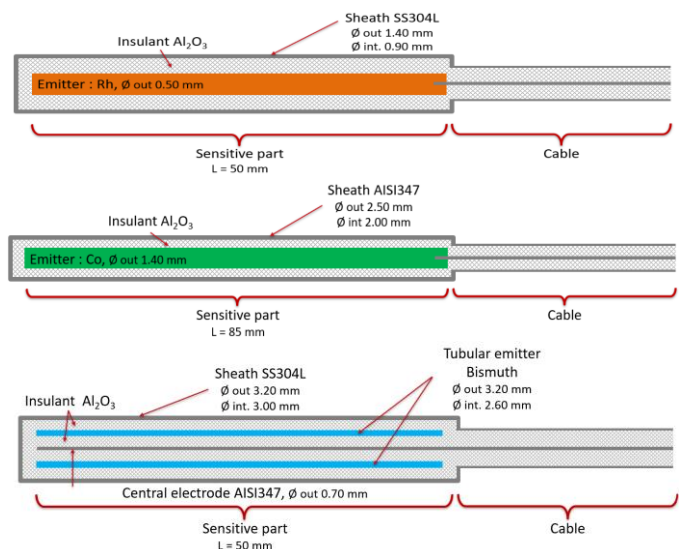 Sheath SS304L
Ø out 1.40 mm
Ø int. 0.90 mm
Insulant Al₂O₃
Emitter : Rh, Ø out 0.50 mm
Sensitive part
L = 50 mm
Cable
Sheath AISI347
Ø out 2.50 mm
Ø int 2.00 mm
Insulant Al₂O₃
Emitter : Co, Ø out 1.40 mm
Sensitive part
L = 85 mm
Cable
Tubular emitter
Bismuth
Ø out 3.20 mm
Ø int. 2.60 mm
Sheath SS304L
Ø out 3.20 mm
Ø int. 3.00 mm
Insulant Al₂O₃
Central electrode AISI347, Ø out 0.70 mm
Sensitive part
L = 50 mm
Cable